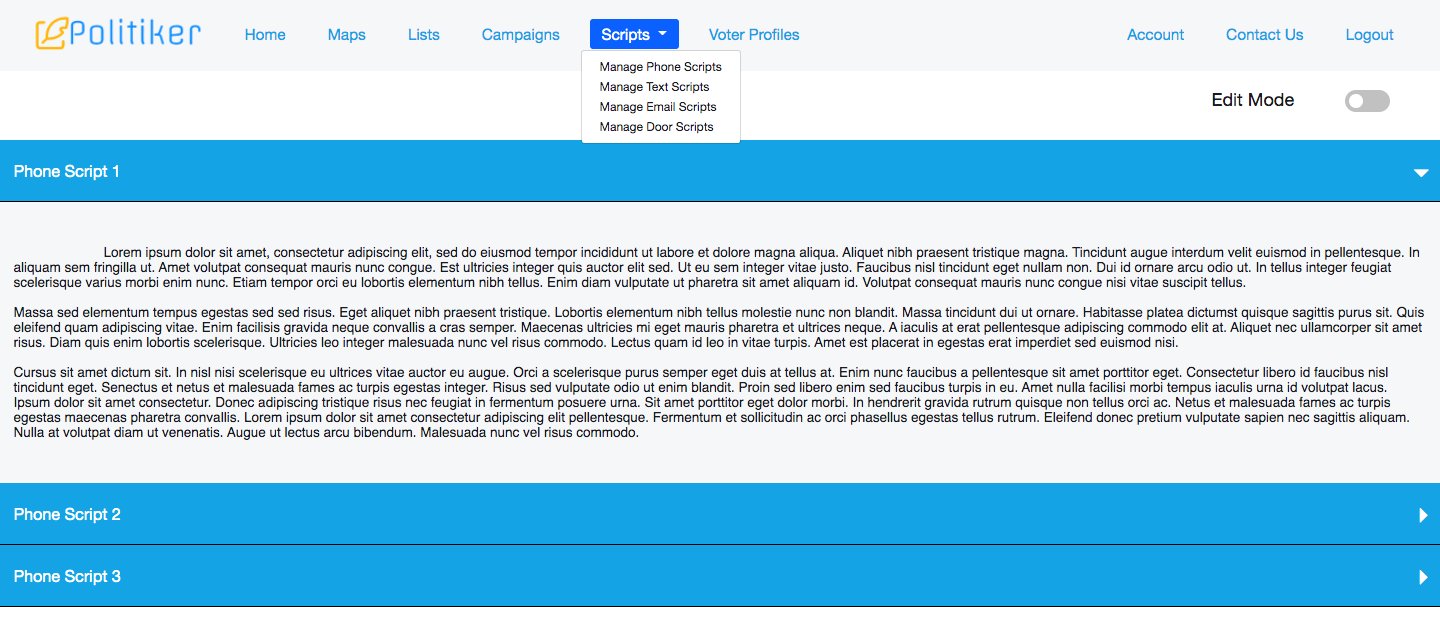 Politiker Home Maps Lists Campaigns Scripts Voter Profiles Account Contact Us Logout
Manage Phone Scripts
Manage Text Scripts
Manage Email Scripts
Manage Door Scripts
Edit Mode
Phone Script 1
Lorem ipsum dolor sit amet, consectetur adipiscing elit, sed do eiusmod tempor incididunt ut labore et dolore magna aliqua. Aliquet nibh praesent tristique magna. Tincidunt augue interdum velit euismod in pellentesque. In
aliquam sem fringilla ut. Amet volutpat consequat mauris nunc congue. Est ultricies integer quis auctor elit sed. Ut eu sem integer vitae justo. Faucibus nisl tincidunt eget nullam non. Dui id ornare arcu odio ut. In tellus integer feugiat
scelerisque varius morbi enim nunc. Etiam tempor orci eu lobortis elementum nibh tellus. Enim diam vulputate ut pharetra sit amet aliquam id. Volutpat consequat mauris nunc congue nisi vitae suscipit tellus.
Massa sed elementum tempus egestas sed sed risus. Eget aliquet nibh praesent tristique. Lobortis elementum nibh tellus molestie nunc non blandit. Massa tincidunt dui ut ornare. Habitasse platea dictumst quisque sagittis purus sit. Quis
eleifend quam adipiscing vitae. Enim facilisis gravida neque convallis a cras semper. Maecenas ultricies mi eget mauris pharetra et ultrices neque. A iaculis at erat pellentesque adipiscing commodo elit at. Aliquet nec ullamcorper sit amet
risus. Diam quis enim lobortis scelerisque. Ultricies leo integer malesuada nunc vel risus commodo. Lectus quam id leo in vitae turpis. Amet est placerat in egestas erat imperdiet sed euismod nisi.
Cursus sit amet dictum sit. In nisl nisi scelerisque eu ultrices vitae auctor eu augue. Orci a scelerisque purus semper eget duis at tellus at. Enim nunc faucibus a pellentesque sit amet porttitor eget. Consectetur libero id faucibus nisl
tincidunt eget. Senectus et netus et malesuada fames ac turpis egestas integer. Risus sed vulputate odio ut enim blandit. Proin sed libero enim sed faucibus turpis in eu. Amet nulla facilisi morbi tempus iaculis urna id volutpat lacus.
Ipsum dolor sit amet consectetur. Donec adipiscing tristique risus nec feugiat in fermentum posuere urna. Sit amet porttitor eget dolor morbi. In hendrerit gravida rutrum quisque non tellus orci ac. Netus et malesuada fames ac turpis
egestas maecenas pharetra convallis. Lorem ipsum dolor sit amet consectetur adipiscing elit pellentesque. Fermentum et sollicitudin ac orci phasellus egestas tellus rutrum. Eleifend donec pretium vulputate sapien nec sagittis aliquam.
Nulla at volutpat diam ut venenatis. Augue ut lectus arcu bibendum. Malesuada nunc vel risus commodo.
Phone Script 2
Phone Script 3